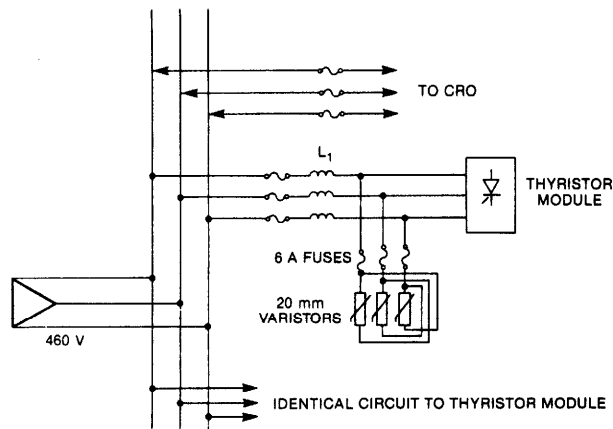 TO CRO
L1
THYRISTOR
MODULE
6 A FUSES
20 mm
VARISTORS
460 V
IDENTICAL CIRCUIT TO THYRISTOR MODULE